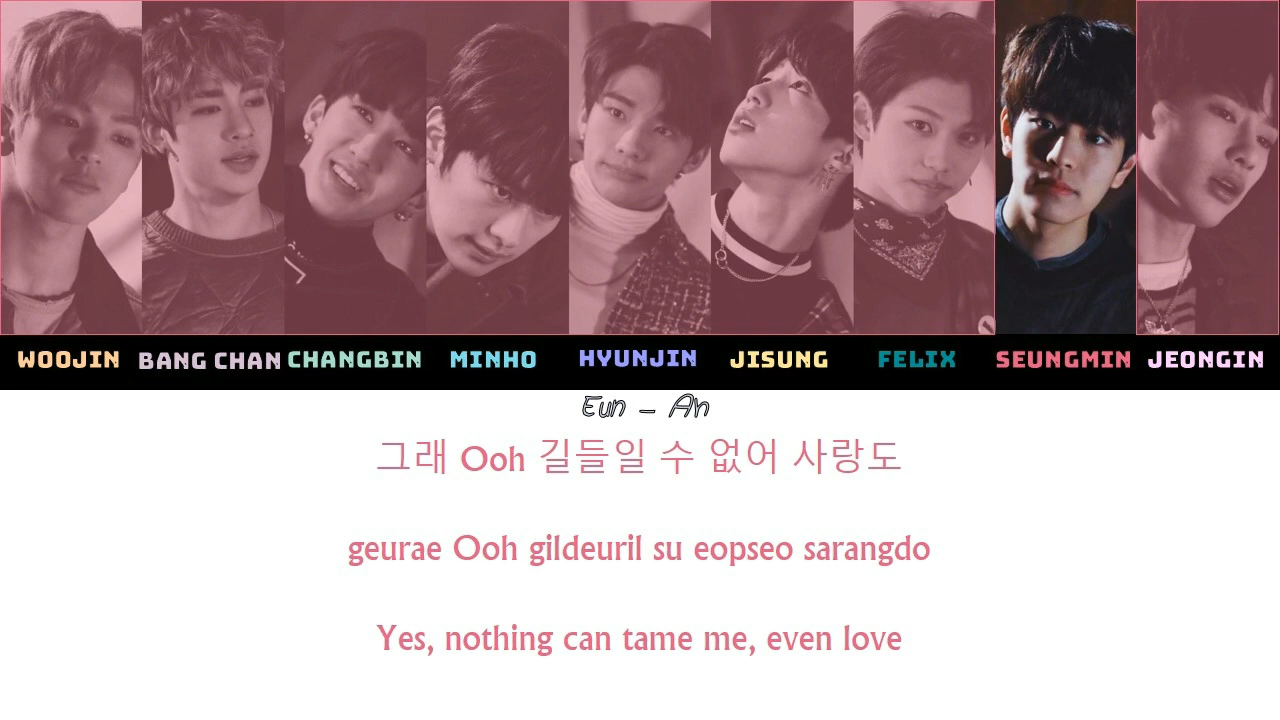 WOOJIN BANG CHAN CHANGBIN MINHO HYUNJIN JISUNG FELIX SEUNGMIN JEONGIN
Eun - Ah
그래 Ooh 길들일 수 없어 사랑도
geurae Ooh gildeuril su eopseo sarangdo
Yes, nothing can tame me, even love